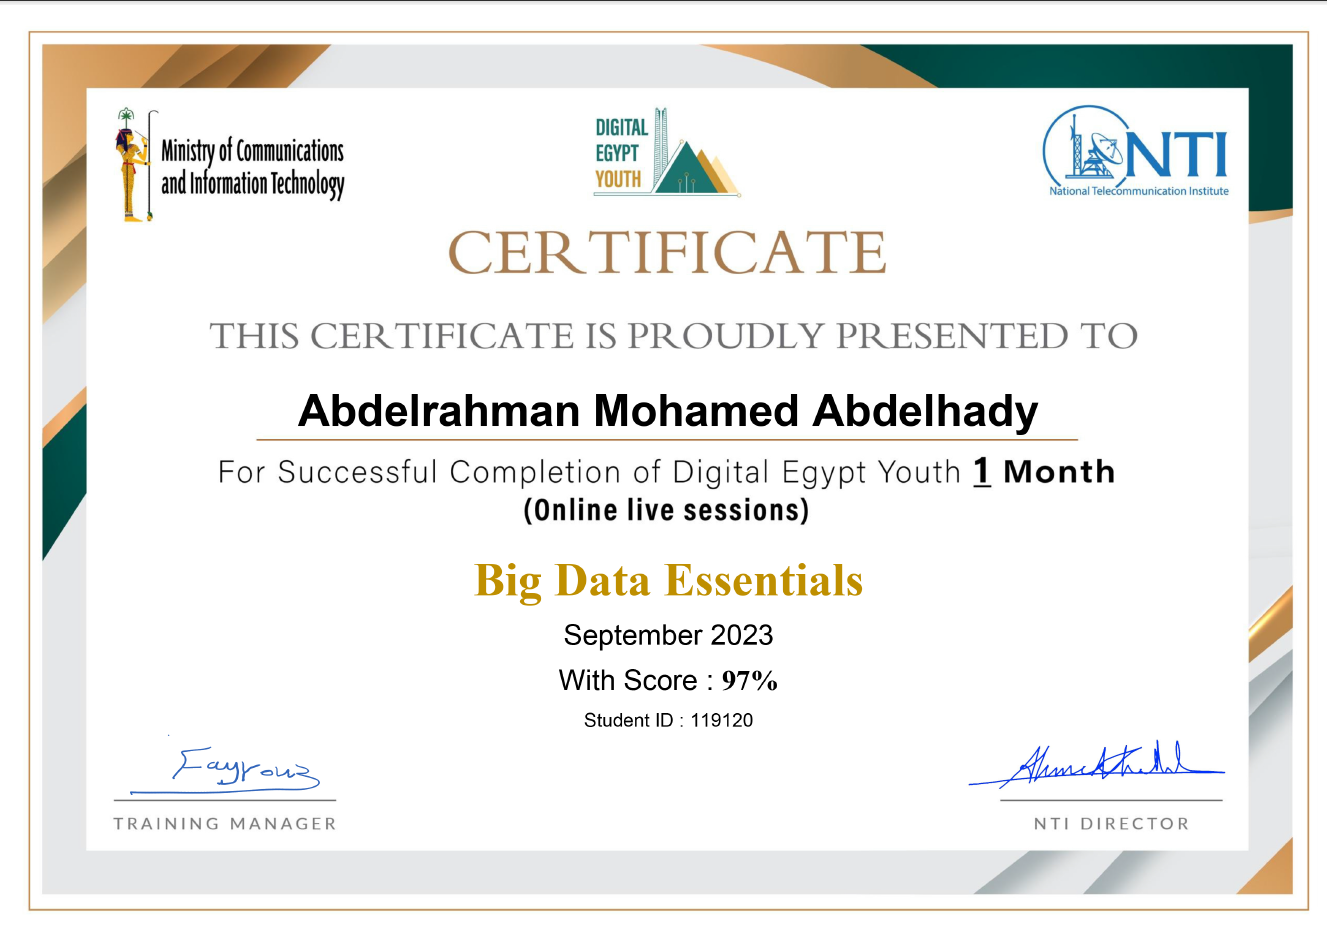 Ministry of Communications
and Information Technology
DIGITAL
EGYPT
YOUTH
NTI
National Telecommunication Institute
CERTIFICATE
THIS CERTIFICATE IS PROUDLY PRESENTED TO
Abdelrahman Mohamed Abdelhady
For Successful Completion of Digital Egypt Youth 1 Month
(Online live sessions)
Big Data Essentials
September 2023
With Score : 97%
Student ID : 119120
Fayrouz
TRAINING MANAGER
NTI DIRECTOR